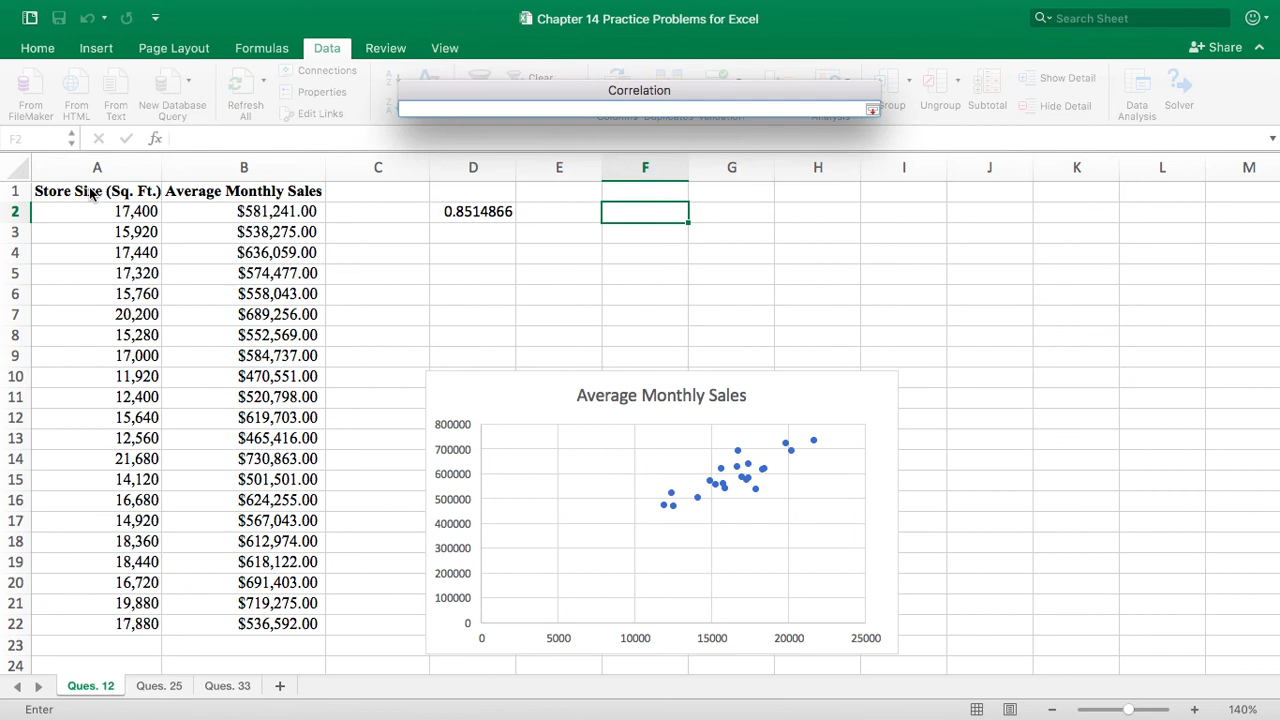 Chapter 14 Practice Problems for Excel
Search Sheet
Home Insert Page Layout Formulas Data Review View
Share
From FileMaker
From HTML
From Text
New Database Query
Refresh All
Connections
Properties
Edit Links
Clear
Group
Ungroup
Subtotal
Show Detail
Hide Detail
Data Analysis
Solver
Correlation
F2
fx
A B C D E F G H I J K L M
1 Store Size (Sq. Ft.) Average Monthly Sales
2 17,400 $581,241.00 0.8514866
3 15,920 $538,275.00
4 17,440 $636,059.00
5 17,320 $574,477.00
6 15,760 $558,043.00
7 20,200 $689,256.00
8 15,280 $552,569.00
9 17,000 $584,737.00
10 11,920 $470,551.00
11 12,400 $520,798.00
12 15,640 $619,703.00
13 12,560 $465,416.00
14 21,680 $730,863.00
15 14,120 $501,501.00
16 16,680 $624,255.00
17 14,920 $567,043.00
18 18,360 $612,974.00
19 18,440 $618,122.00
20 16,720 $691,403.00
21 19,880 $719,275.00
22 17,880 $536,592.00
23
24
Average Monthly Sales
800000
700000
600000
500000
400000
300000
200000
100000
0
0 5000 10000 15000 20000 25000
Ques. 12 Ques. 25 Ques. 33
Enter
140%